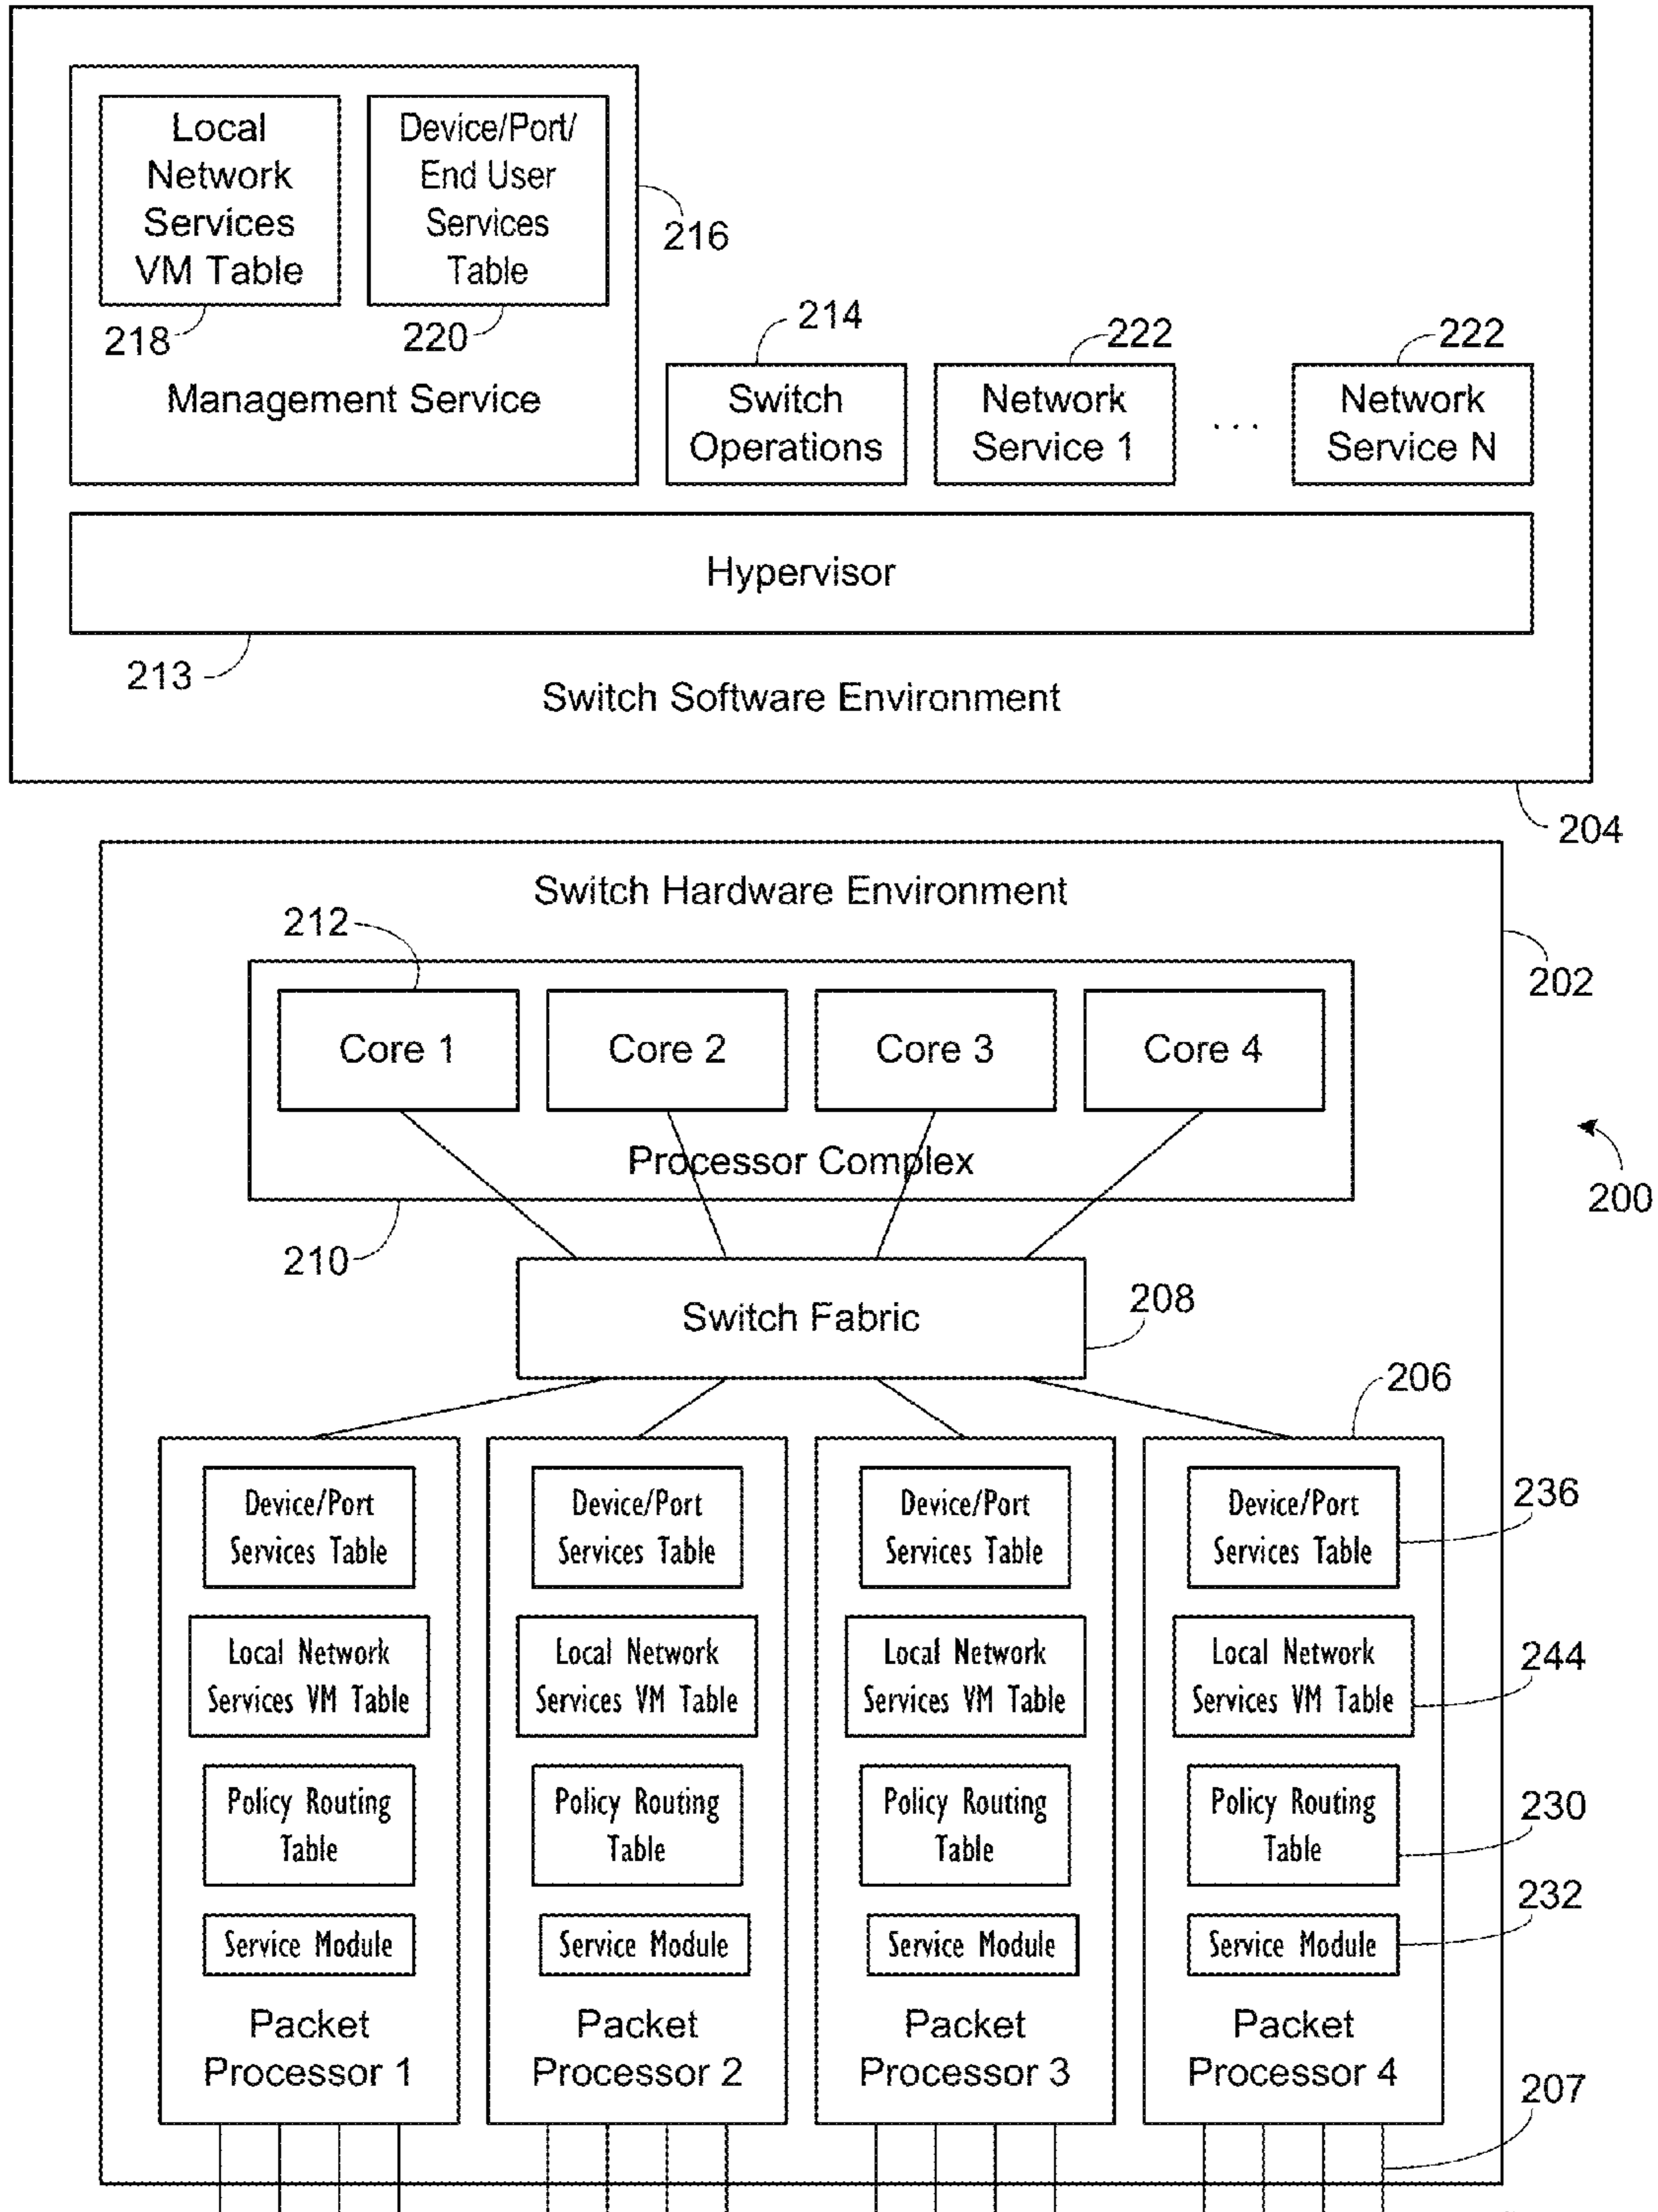 Local
Network
Services
VM Table
Device/Port/
End User
Services
Table
216
218
220
Management Service
214
222
222
Switch
Operations
Network
Service 1
. . .
Network
Service N
Hypervisor
213
Switch Software Environment
204
Switch Hardware Environment
212
202
Core 1
Core 2
Core 3
Core 4
Processor Complex
200
210
Switch Fabric
208
206
Device/Port
Services Table
Device/Port
Services Table
Device/Port
Services Table
Device/Port
Services Table
236
Local Network
Services VM Table
Local Network
Services VM Table
Local Network
Services VM Table
Local Network
Services VM Table
244
Policy Routing
Table
Policy Routing
Table
Policy Routing
Table
Policy Routing
Table
230
Service Module
Service Module
Service Module
Service Module
232
Packet
Processor 1
Packet
Processor 2
Packet
Processor 3
Packet
Processor 4
207